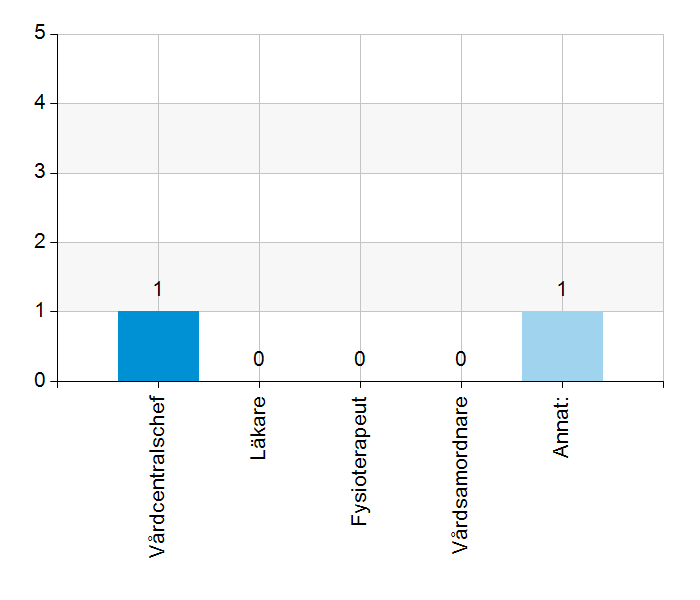 5
4
3
2
1
0
1
0
0
0
1
Vårdcentralschef
Läkare
Fysioterapeut
Vårdsamordnare
Annat: